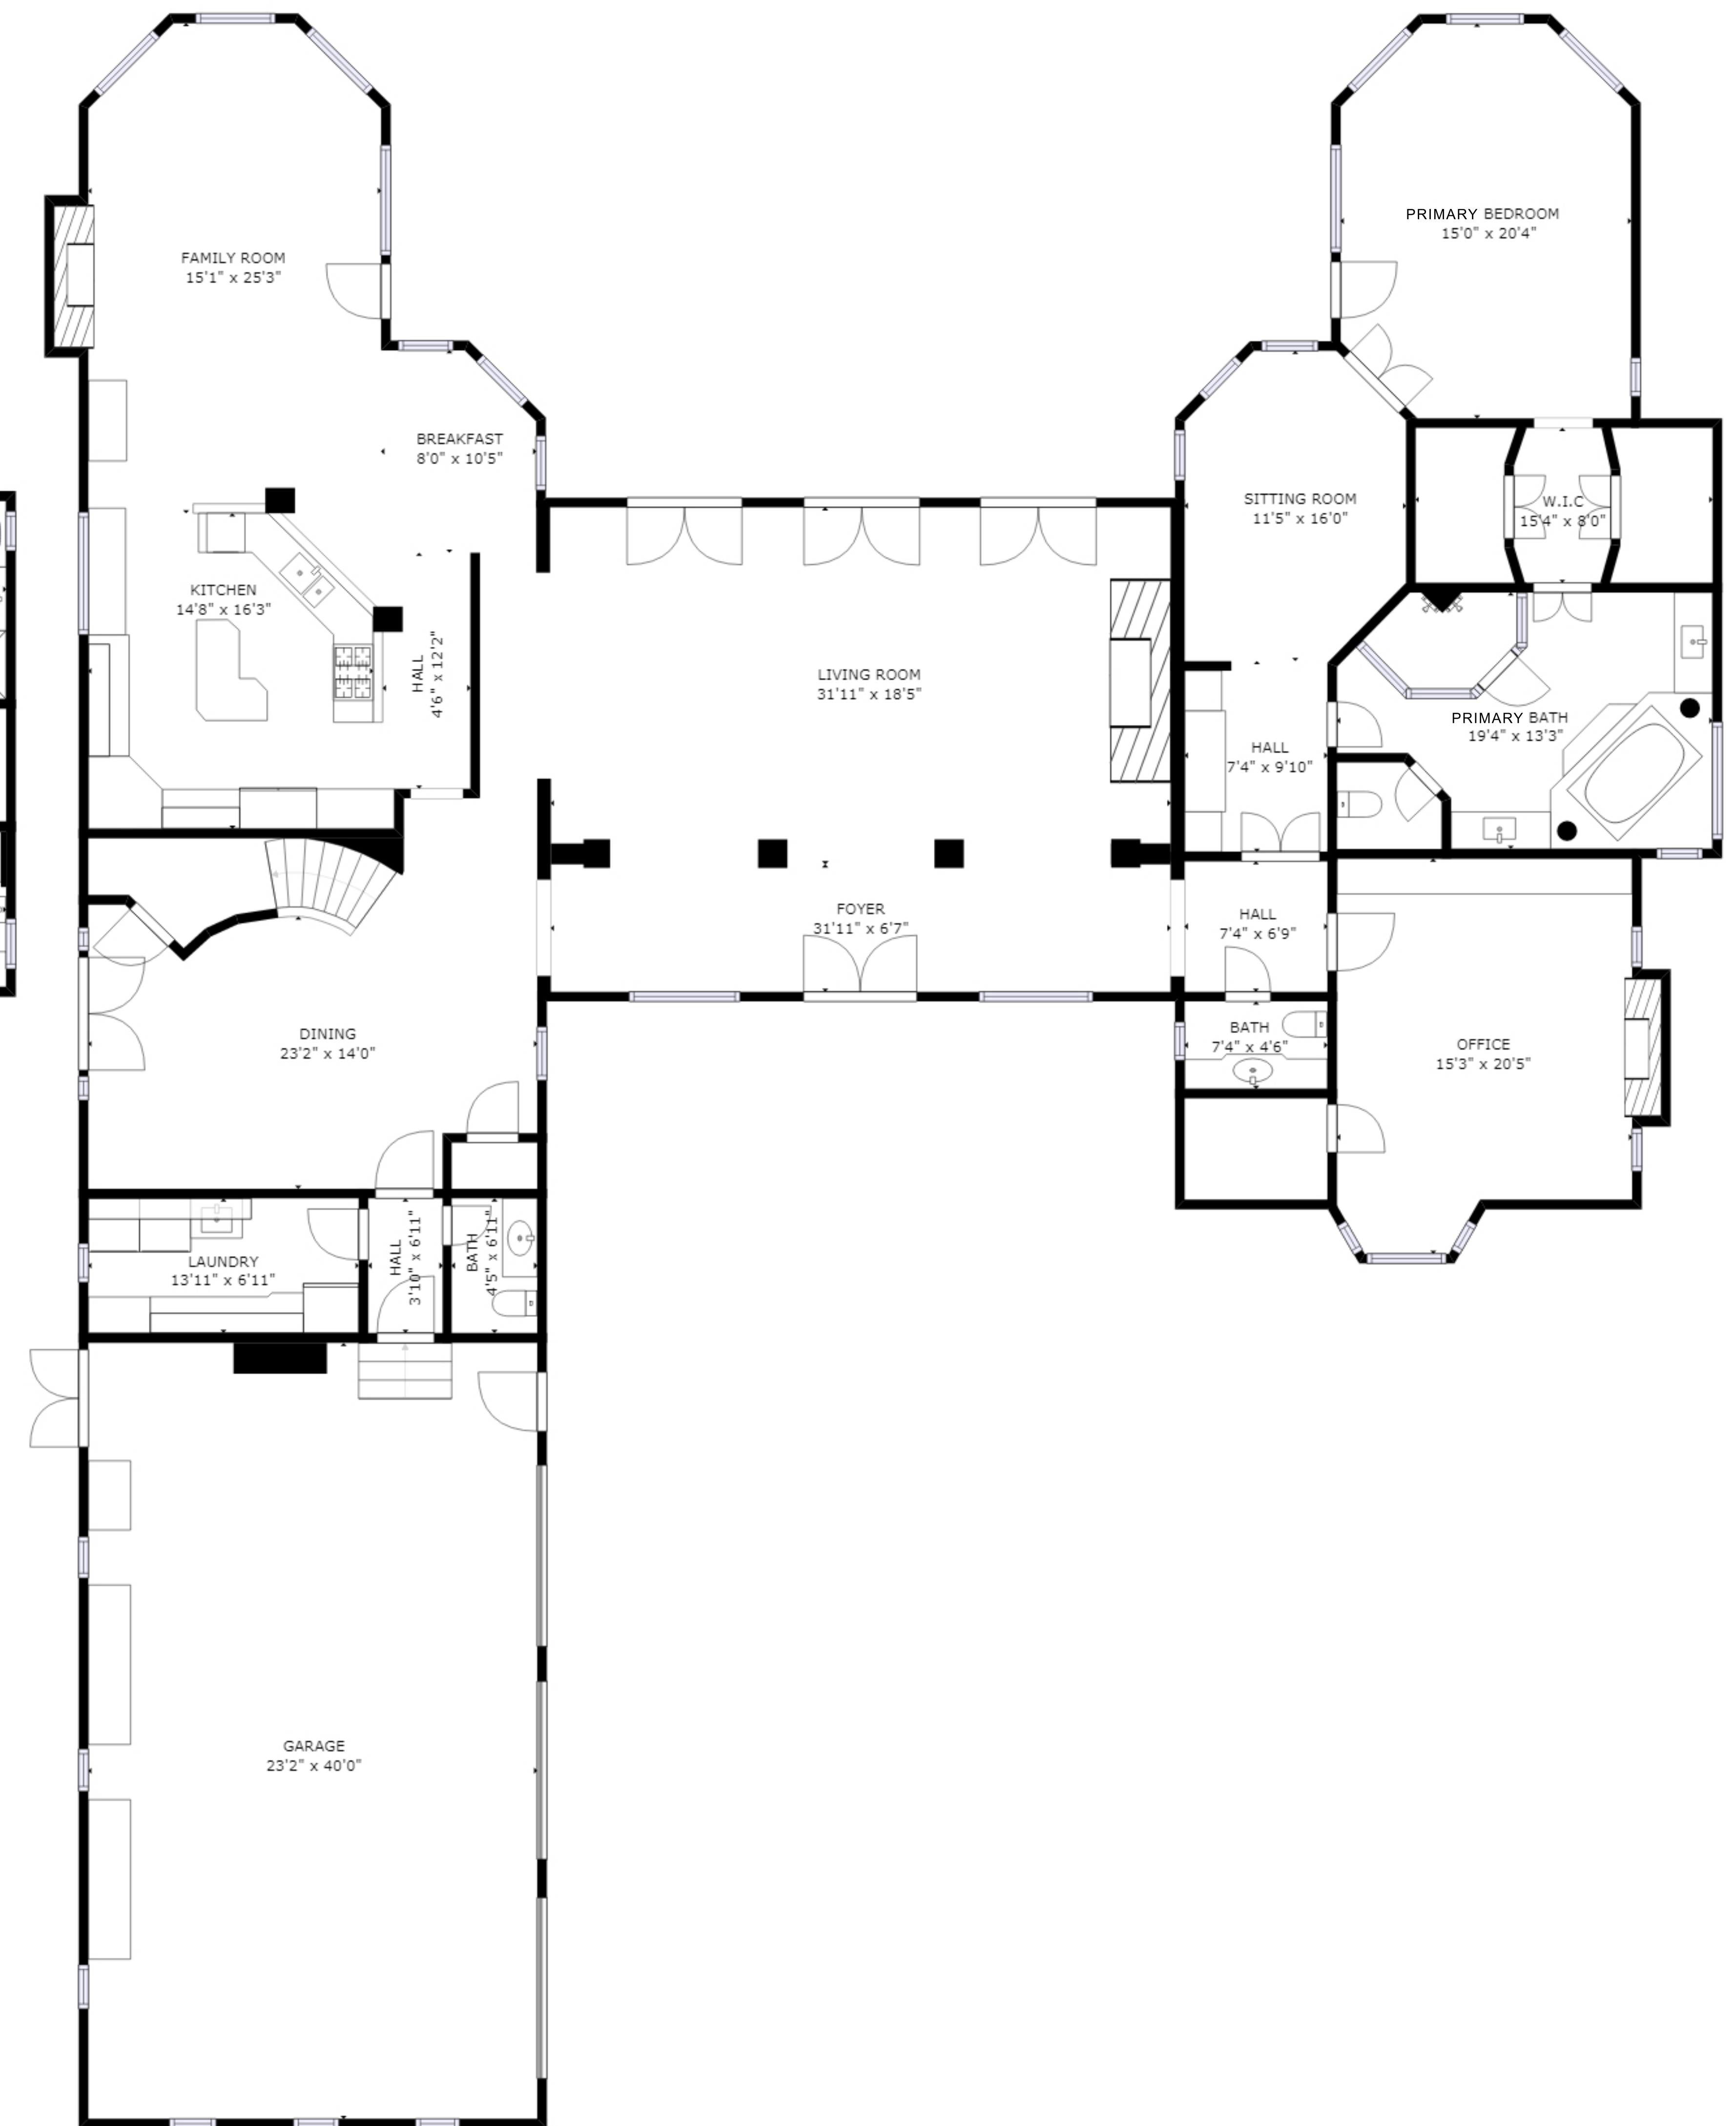 FAMILY ROOM
15'1" x 25'3"
PRIMARY BEDROOM
15'0" x 20'4"
BREAKFAST
8'0" x 10'5"
SITTING ROOM
11'5" x 16'0"
W.I.C
15'4" x 8'0"
KITCHEN
14'8" x 16'3"
HALL
4'6" x 12'2"
LIVING ROOM
31'11" x 18'5"
PRIMARY BATH
19'4" x 13'3"
HALL
7'4" x 9'10"
FOYER
31'11" x 6'7"
HALL
7'4" x 6'9"
DINING
23'2" x 14'0"
BATH
7'4" x 4'6"
OFFICE
15'3" x 20'5"
LAUNDRY
13'11" x 6'11"
HALL
3'10" x 6'11"
BATH
4'5" x 6'11"
GARAGE
23'2" x 40'0"